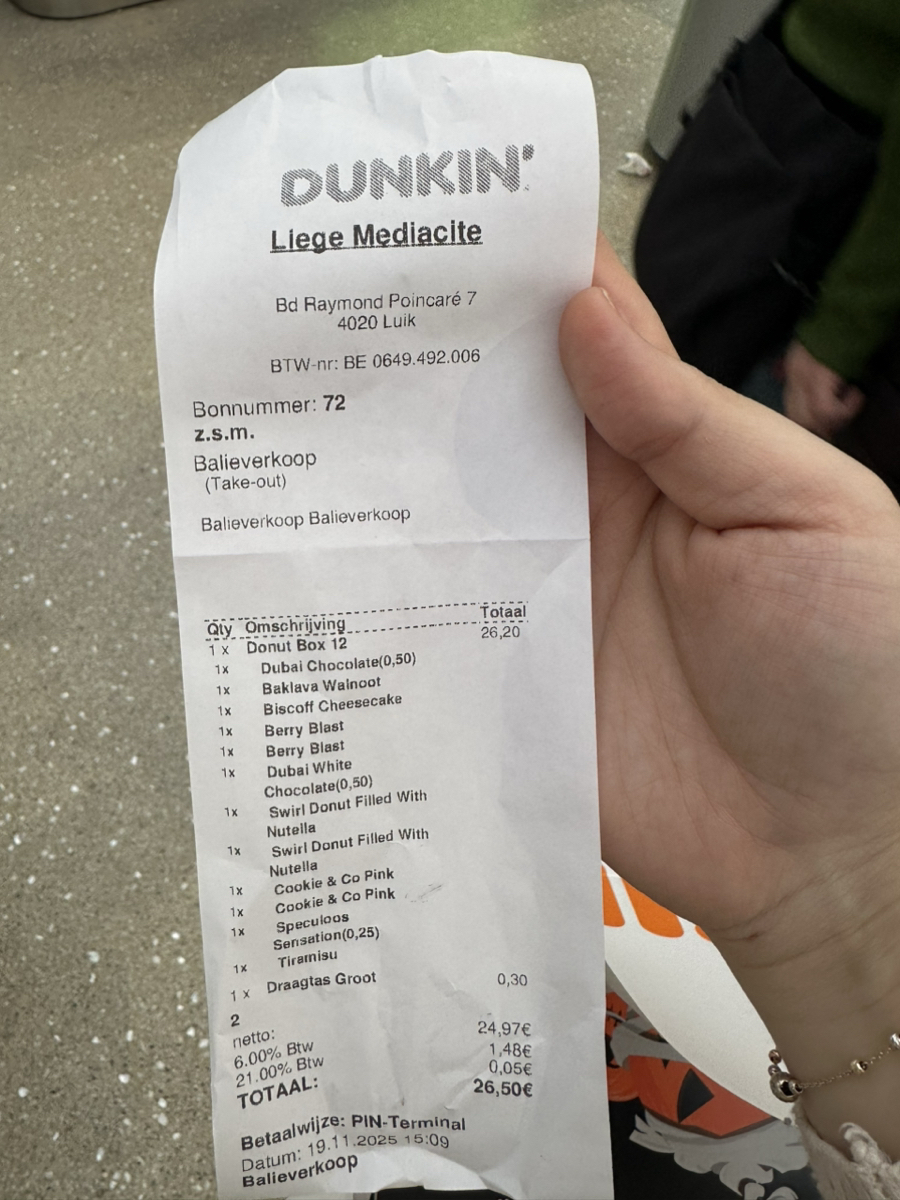 DUNKIN'
Liege Mediacite
Bd Raymond Poincaré 7
4020 Luik
BTW-nr: BE 0649.492.006
Bonnummer: 72
z.s.m.
Balieverkoop
(Take-out)
Balieverkoop Balieverkoop
Qty Omschrijving Totaal
1 x Donut Box 12 26,20
1x Dubai Chocolate(0,50)
1x Baklava Walnoot
1x Biscoff Cheesecake
1x Berry Blast
1x Berry Blast
1x Dubai White
Chocolate(0,50)
1x Swirl Donut Filled With
Nutella
1x Swirl Donut Filled With
Nutella
1x Cookie & Co Pink
1x Cookie & Co Pink
1x Speculoos
Sensation(0,25)
1x Tiramisu
1 x Draagtas Groot 0,30
2
netto: 24,97€
6.00% Btw 1,48€
21.00% Btw 0,05€
TOTAAL: 26,50€
Betaalwijze: PIN-Terminal
Datum: 19.11.2025 15:09
Balieverkoop